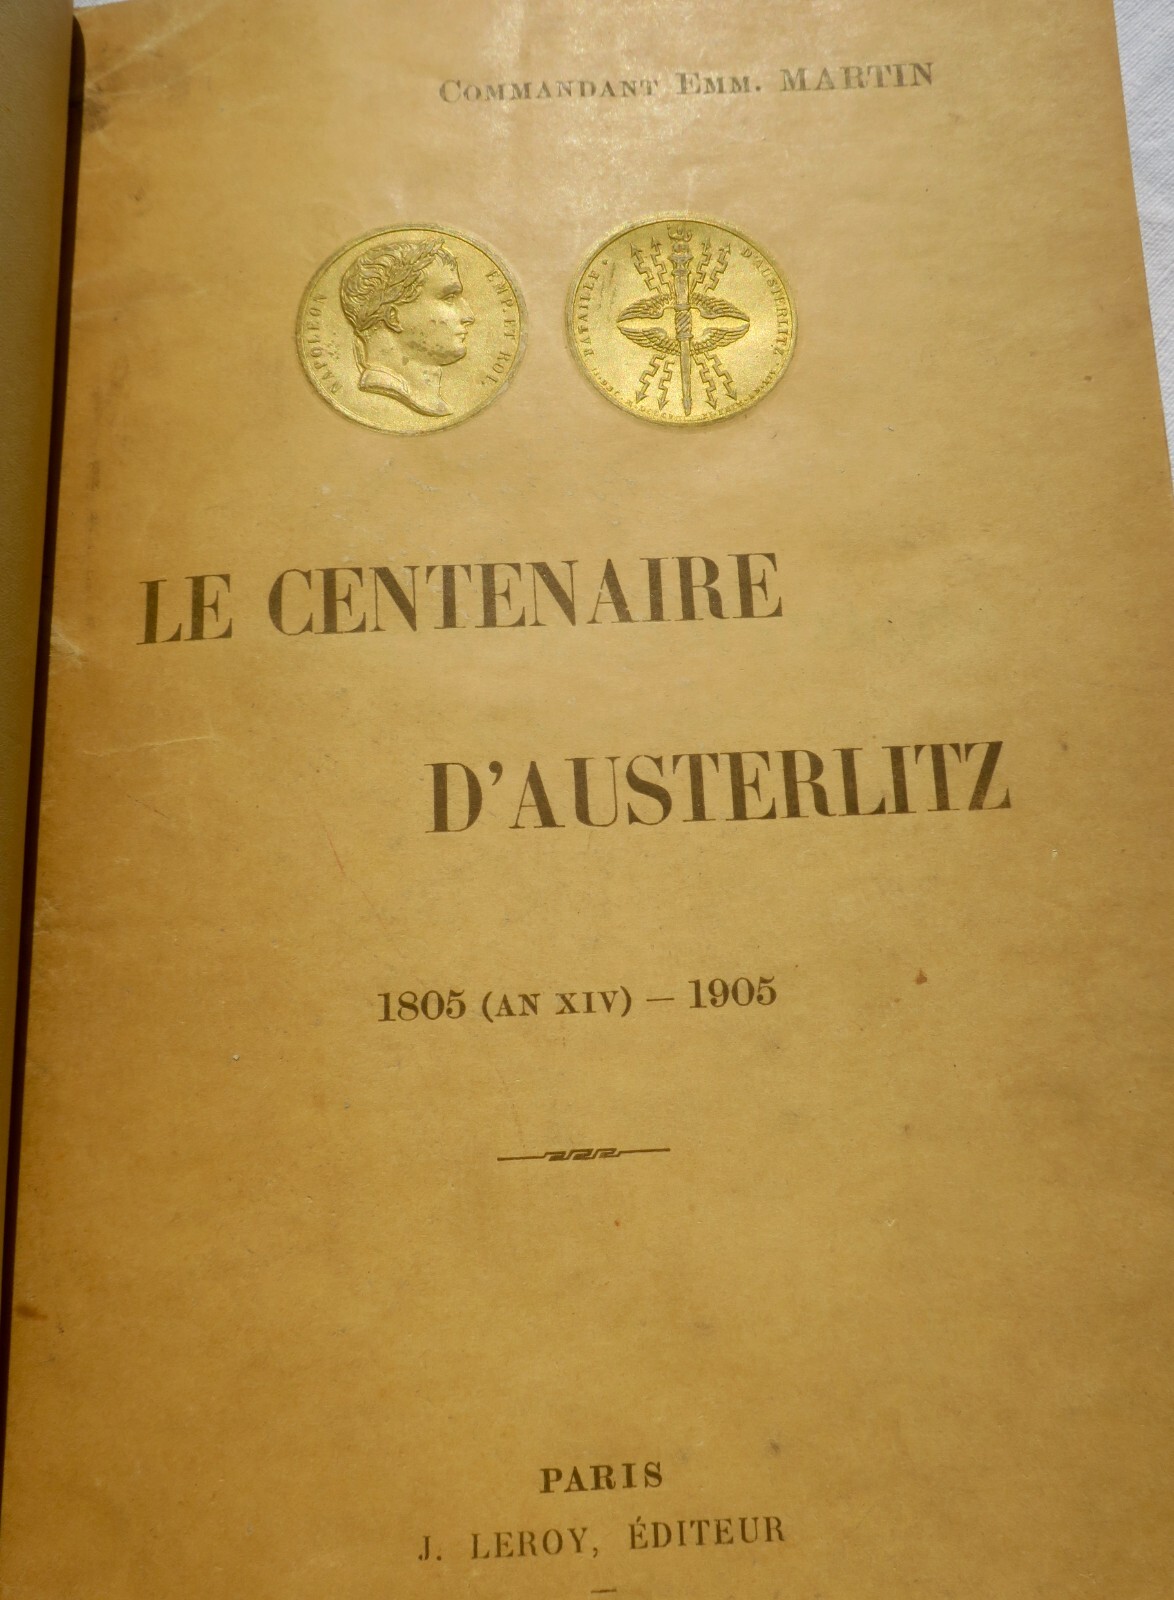 COMMANDANT EMM. MARTIN
NAPOLEON EMP. ET ROI.
BATAILLE D'AUSTERLITZ
LE CENTENAIRE
D'AUSTERLITZ
1805 (AN XIV) — 1905
PARIS
J. LEROY, ÉDITEUR